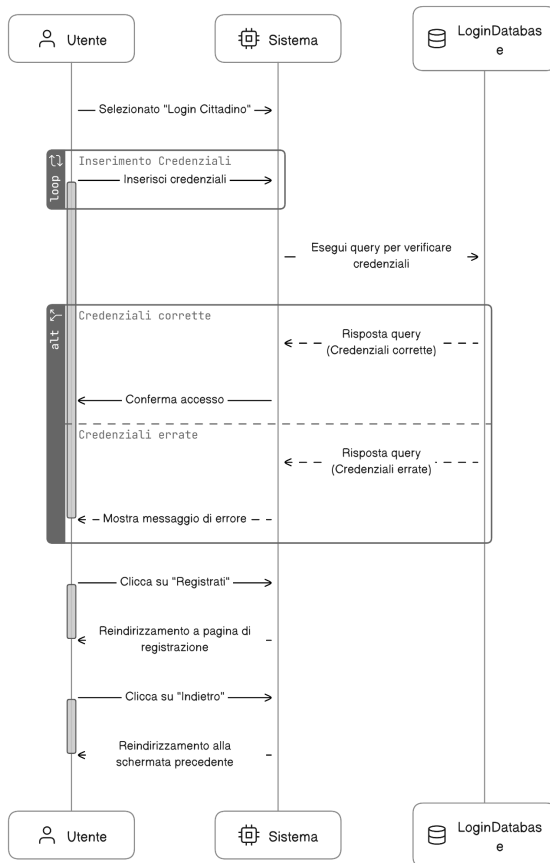 Utente
Sistema
LoginDatabas
e
Selezionato "Login Cittadino"
loop
Inserimento Credenziali
Inserisci credenziali
Esegui query per verificare
credenziali
alt
Credenziali corrette
Risposta query
(Credenziali corrette)
Conferma accesso
Credenziali errate
Risposta query
(Credenziali errate)
Mostra messaggio di errore
Clicca su "Registrati"
Reindirizzamento a pagina di
registrazione
Clicca su "Indietro"
Reindirizzamento alla
schermata precedente
Utente
Sistema
LoginDatabas
e